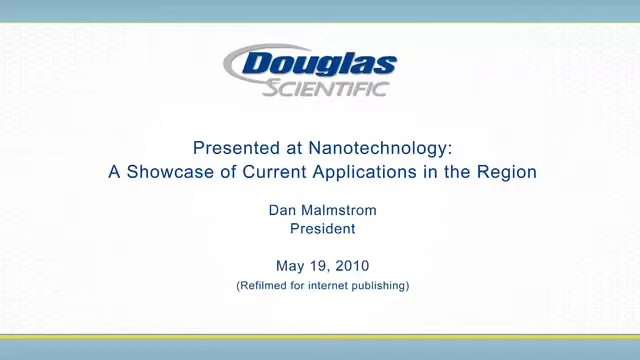 Douglas
SCIENTIFIC
Presented at Nanotechnology:
A Showcase of Current Applications in the Region
Dan Malmstrom
President
May 19, 2010
(Refilmed for internet publishing)